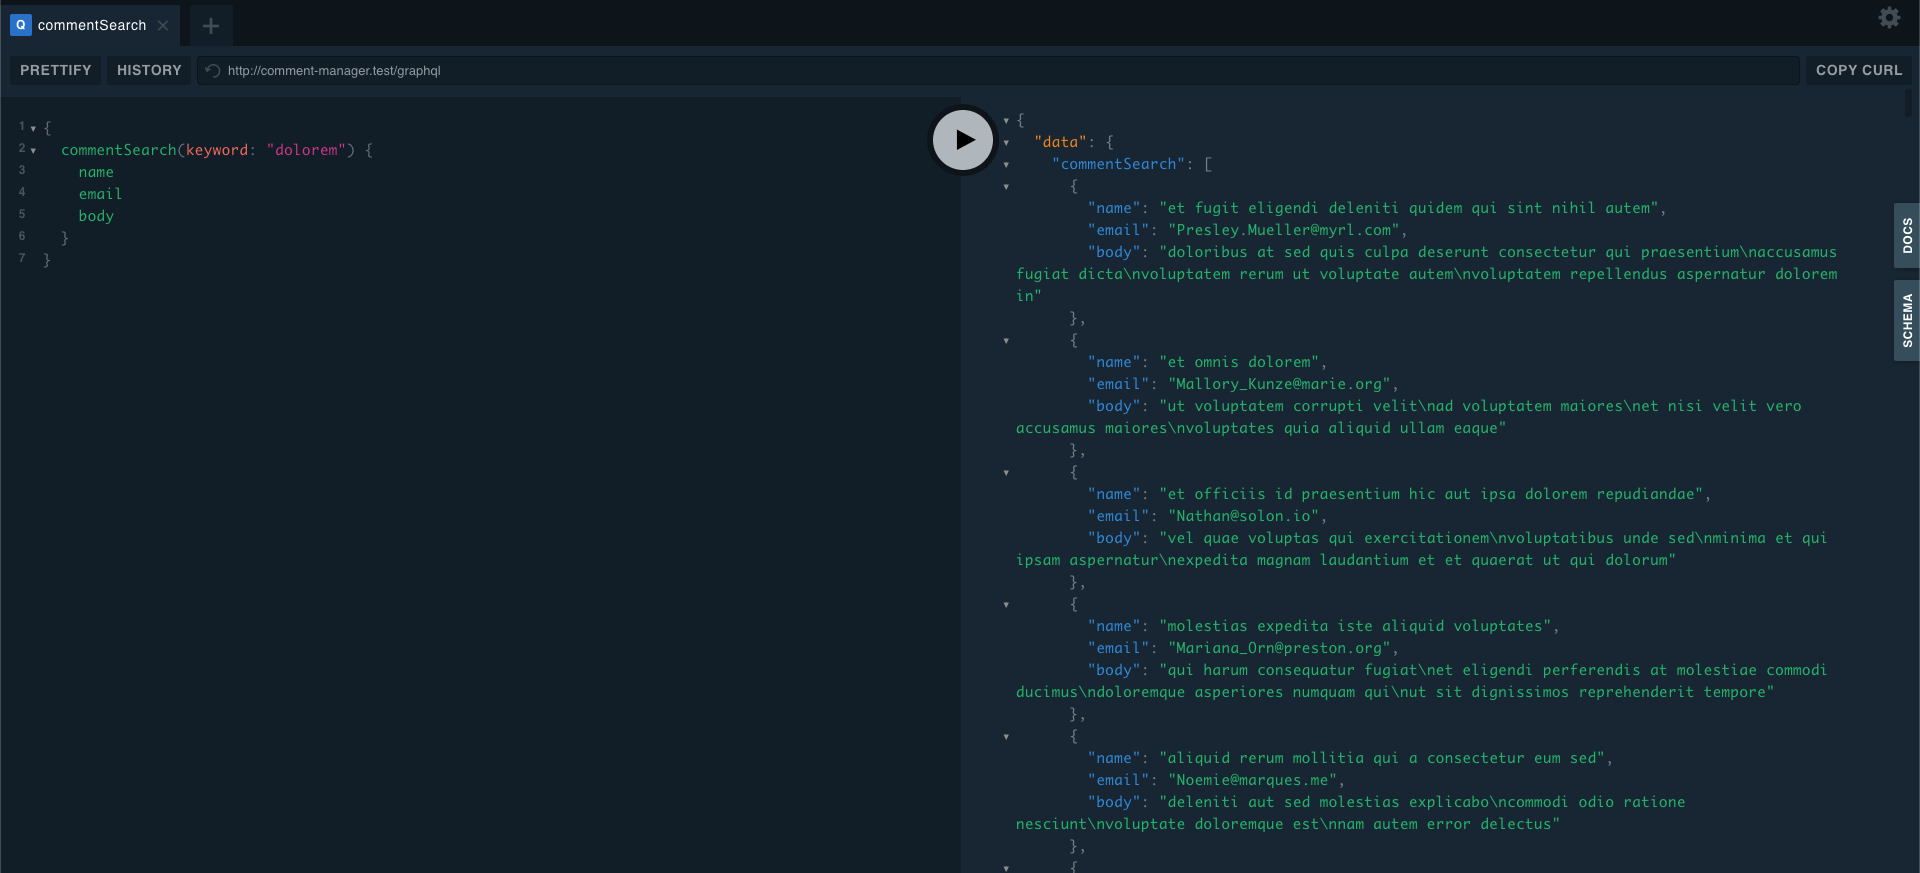 Q commentSearch
PRETTIFY HISTORY http://comment-manager.test/graphql COPY CURL
1 {
2 commentSearch(keyword: "dolorem") {
3 name
4 email
5 body
6 }
7 }
{
"data": {
"commentSearch": [
{
"name": "et fugit eligendi deleniti quidem qui sint nihil autem",
"email": "Presley.Mueller@myrl.com",
"body": "doloribus at sed quis culpa deserunt consectetur qui praesentium\naccusamus
fugiat dicta\nvoluptatem rerum ut voluptate autem\nvoluptatem repellendus aspernatur dolorem
in"
},
{
"name": "et omnis dolorem",
"email": "Mallory_Kunze@marie.org",
"body": "ut voluptatem corrupti velit\nad voluptatem maiores\net nisi velit vero
accusamus maiores\nvoluptates quia aliquid ullam eaque"
},
{
"name": "et officiis id praesentium hic aut ipsa dolorem repudiandae",
"email": "Nathan@solon.io",
"body": "vel quae voluptas qui exercitationem\nvoluptatibus unde sed\nminima et qui
ipsam aspernatur\nexpedita magnam laudantium et et quaerat ut qui dolorum"
},
{
"name": "molestias expedita iste aliquid voluptates",
"email": "Mariana_Orn@preston.org",
"body": "qui harum consequatur fugiat\net eligendi perferendis at molestiae commodi
ducimus\ndoloremque asperiores numquam qui\nut sit dignissimos reprehenderit tempore"
},
{
"name": "aliquid rerum mollitia qui a consectetur eum sed",
"email": "Noemie@marques.me",
"body": "deleniti aut sed molestias explicabo\ncommodi odio ratione
nesciunt\nvoluptate doloremque est\nnam autem error delectus"
},
{
DOCS
SCHEMA